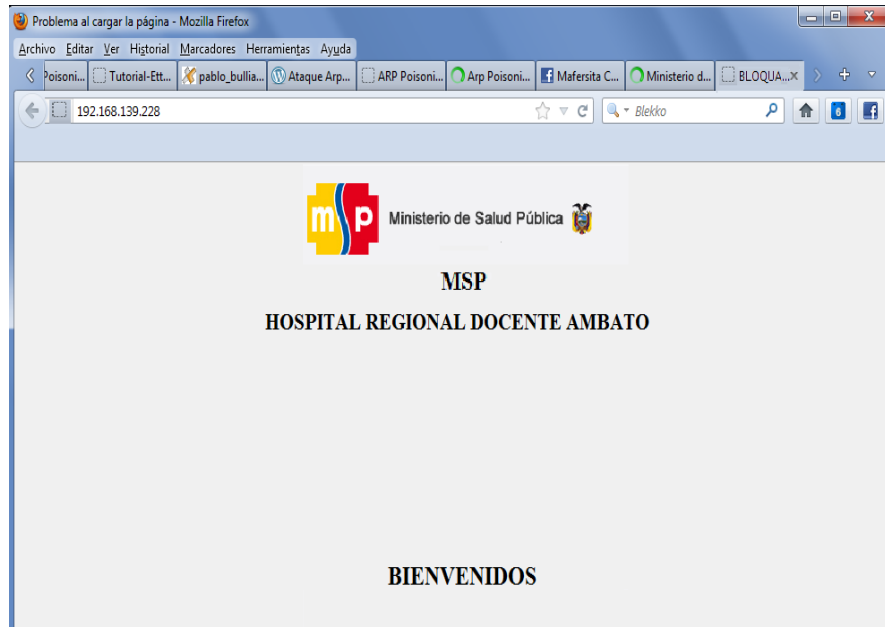 Problema al cargar la página - Mozilla Firefox
Archivo Editar Ver Historial Marcadores Herramientas Ayuda
Poisoni... Tutorial-Ett... pablo_bullia... Ataque Arp... ARP Poisoni... Arp Poisoni... Mafersita C... Ministerio d... BLOQUA...
192.168.139.228 Blekko 6
msp Ministerio de Salud Pública
MSP
HOSPITAL REGIONAL DOCENTE AMBATO
BIENVENIDOS